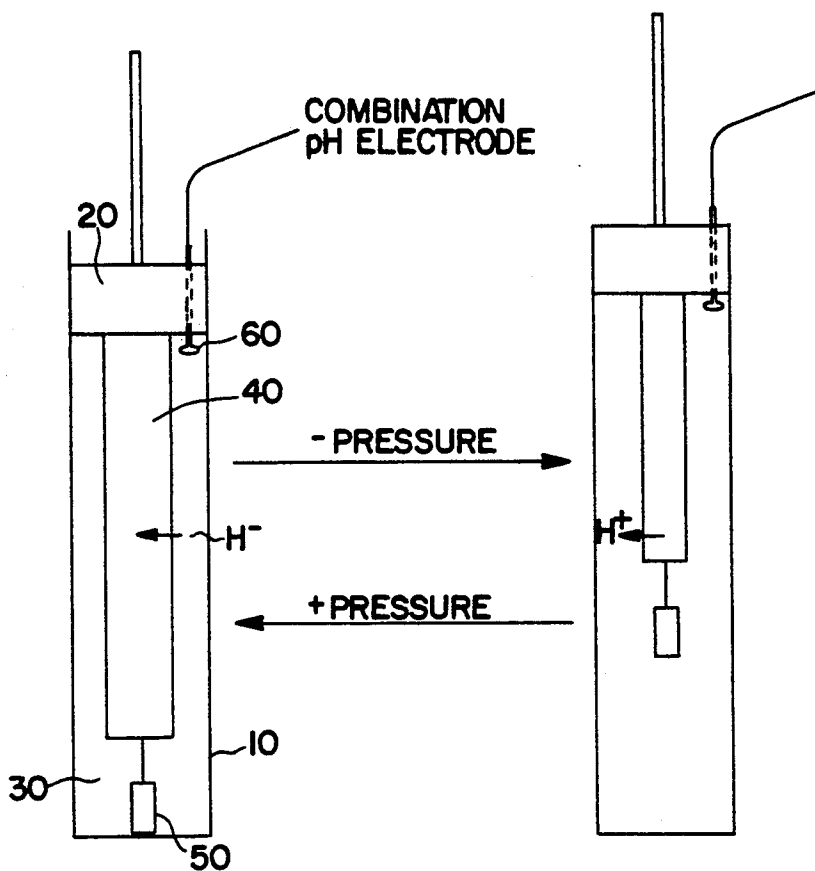 COMBINATION
pH ELECTRODE
20
60
40
- PRESSURE
H⁻
H⁺
+ PRESSURE
10
30
50